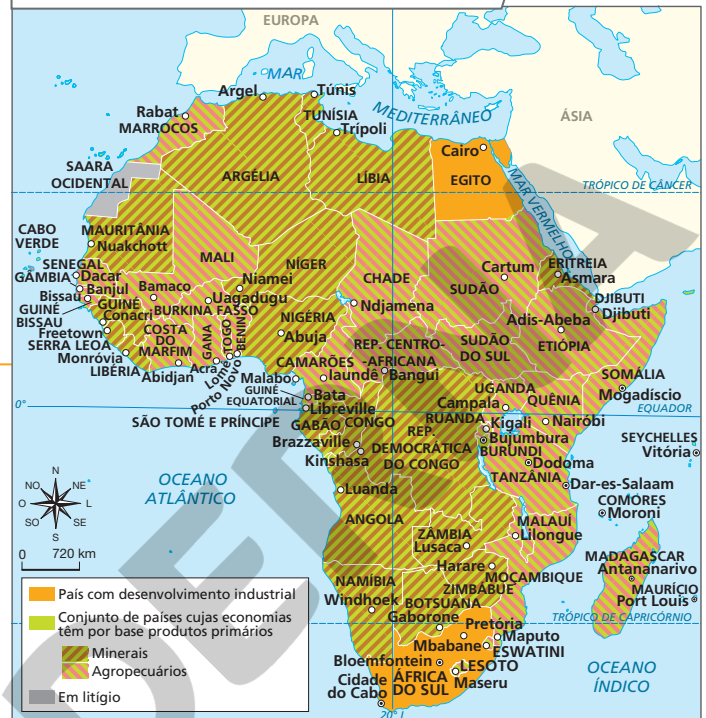 EUROPA
MAR
MEDITERRÂNEO
ÁSIA
Argel
Túnis
Rabat
MARROCOS
TUNÍSIA
Trípoli
Cairo
SAARA
OCIDENTAL
ARGÉLIA
LÍBIA
EGITO
TRÓPICO DE CÂNCER
MAR VERMELHO
CABO
VERDE
MAURITÂNIA
Nuakchott
MALI
NÍGER
CHADE
SUDÃO
Cartum
ERITREIA
Asmara
SENEGAL
Dacar
GÂMBIA
Banjul
Bissau
GUINÉ
BISSAU
GUINÉ
Conacri
Bamaco
Niamei
Uagadugu
BURKINA FASSO
Ndjamena
DJIBUTI
Djibuti
Freetown
SERRA LEOA
Monróvia
LIBÉRIA
COSTA
DO
MARFIM
Abidjan
GANA
Acra
TOGO
Lomé
BENIN
Porto Novo
NIGÉRIA
Abuja
CAMARÕES
Iaundê
REP. CENTRO-
-AFRICANA
Bangui
SUDÃO
DO SUL
Adis-Abeba
ETIÓPIA
SOMÁLIA
Mogadíscio
Malabo
GUINÉ
EQUATORIAL
Bata
Libreville
UGANDA
Campala
QUÊNIA
Nairóbi
0°
EQUADOR
SÃO TOMÉ E PRÍNCIPE
GABÃO
CONGO
Brazzaville
Kinshasa
REP.
DEMOCRÁTICA
DO CONGO
RUANDA
Kigali
Bujumbura
BURUNDI
Dodoma
TANZÂNIA
Dar-es-Salaam
SEYCHELLES
Vitória
OCEANO
ATLÂNTICO
Luanda
ANGOLA
ZÂMBIA
Lusaca
MALAUÍ
Lilongue
COMORES
Moroni
N
NO
NE
O
L
SO
SE
S
0
720 km
Harare
ZIMBÁBUE
MOÇAMBIQUE
MADAGASCAR
Antananarivo
MAURÍCIO
Port Louis
NAMÍBIA
Windhoek
BOTSUANA
Gaborone
Pretória
TRÓPICO DE CAPRICÓRNIO
Mbabane
Maputo
ESWATINI
Bloemfontein
LESOTO
Maseru
Cidade
do Cabo
ÁFRICA
DO SUL
OCEANO
ÍNDICO
20° L
País com desenvolvimento industrial
Conjunto de países cujas economias
têm por base produtos primários
Minerais
Agropecuários
Em litígio